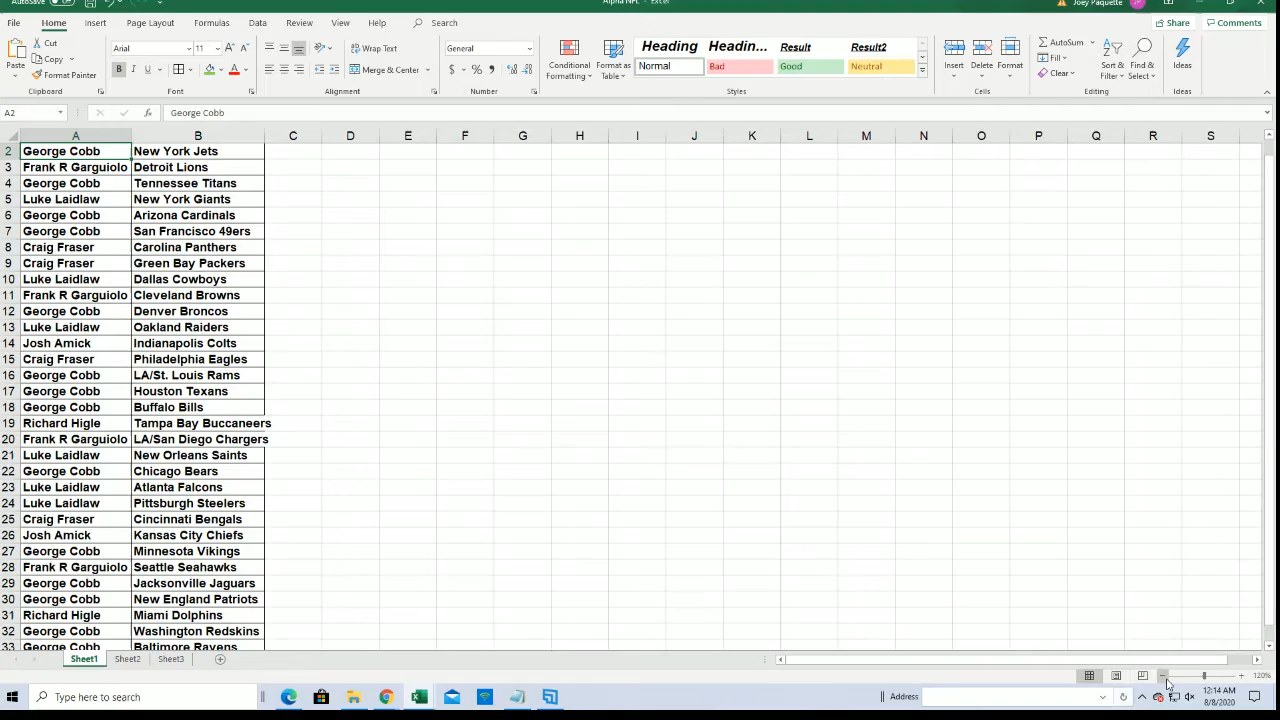 AutoSave Off Alpha NFL - Excel Joey Paquette JP
File Home Insert Page Layout Formulas Data Review View Help Search Share Comments
Paste Cut Copy Format Painter Clipboard
Arial 11 B I U Font
Wrap Text Merge & Center Alignment
General $ % Number
Conditional Formatting Format as Table
Heading Headin... Result Result2
Normal Bad Good Neutral
Styles
Insert Delete Format Cells
AutoSum Fill Clear Sort & Filter Find & Select Editing
Ideas Ideas
A2 fx George Cobb
A B C D E F G H I J K L M N O P Q R S
2 George Cobb New York Jets
3 Frank R Garguiolo Detroit Lions
4 George Cobb Tennessee Titans
5 Luke Laidlaw New York Giants
6 George Cobb Arizona Cardinals
7 George Cobb San Francisco 49ers
8 Craig Fraser Carolina Panthers
9 Craig Fraser Green Bay Packers
10 Luke Laidlaw Dallas Cowboys
11 Frank R Garguiolo Cleveland Browns
12 George Cobb Denver Broncos
13 Luke Laidlaw Oakland Raiders
14 Josh Amick Indianapolis Colts
15 Craig Fraser Philadelphia Eagles
16 George Cobb LA/St. Louis Rams
17 George Cobb Houston Texans
18 George Cobb Buffalo Bills
19 Richard Higle Tampa Bay Buccaneers
20 Frank R Garguiolo LA/San Diego Chargers
21 Luke Laidlaw New Orleans Saints
22 George Cobb Chicago Bears
23 Luke Laidlaw Atlanta Falcons
24 Luke Laidlaw Pittsburgh Steelers
25 Craig Fraser Cincinnati Bengals
26 Josh Amick Kansas City Chiefs
27 George Cobb Minnesota Vikings
28 Frank R Garguiolo Seattle Seahawks
29 George Cobb Jacksonville Jaguars
30 George Cobb New England Patriots
31 Richard Higle Miami Dolphins
32 George Cobb Washington Redskins
33 George Cobb Baltimore Ravens
Sheet1 Sheet2 Sheet3
120%
Type here to search Address 12:14 AM
8/8/2020